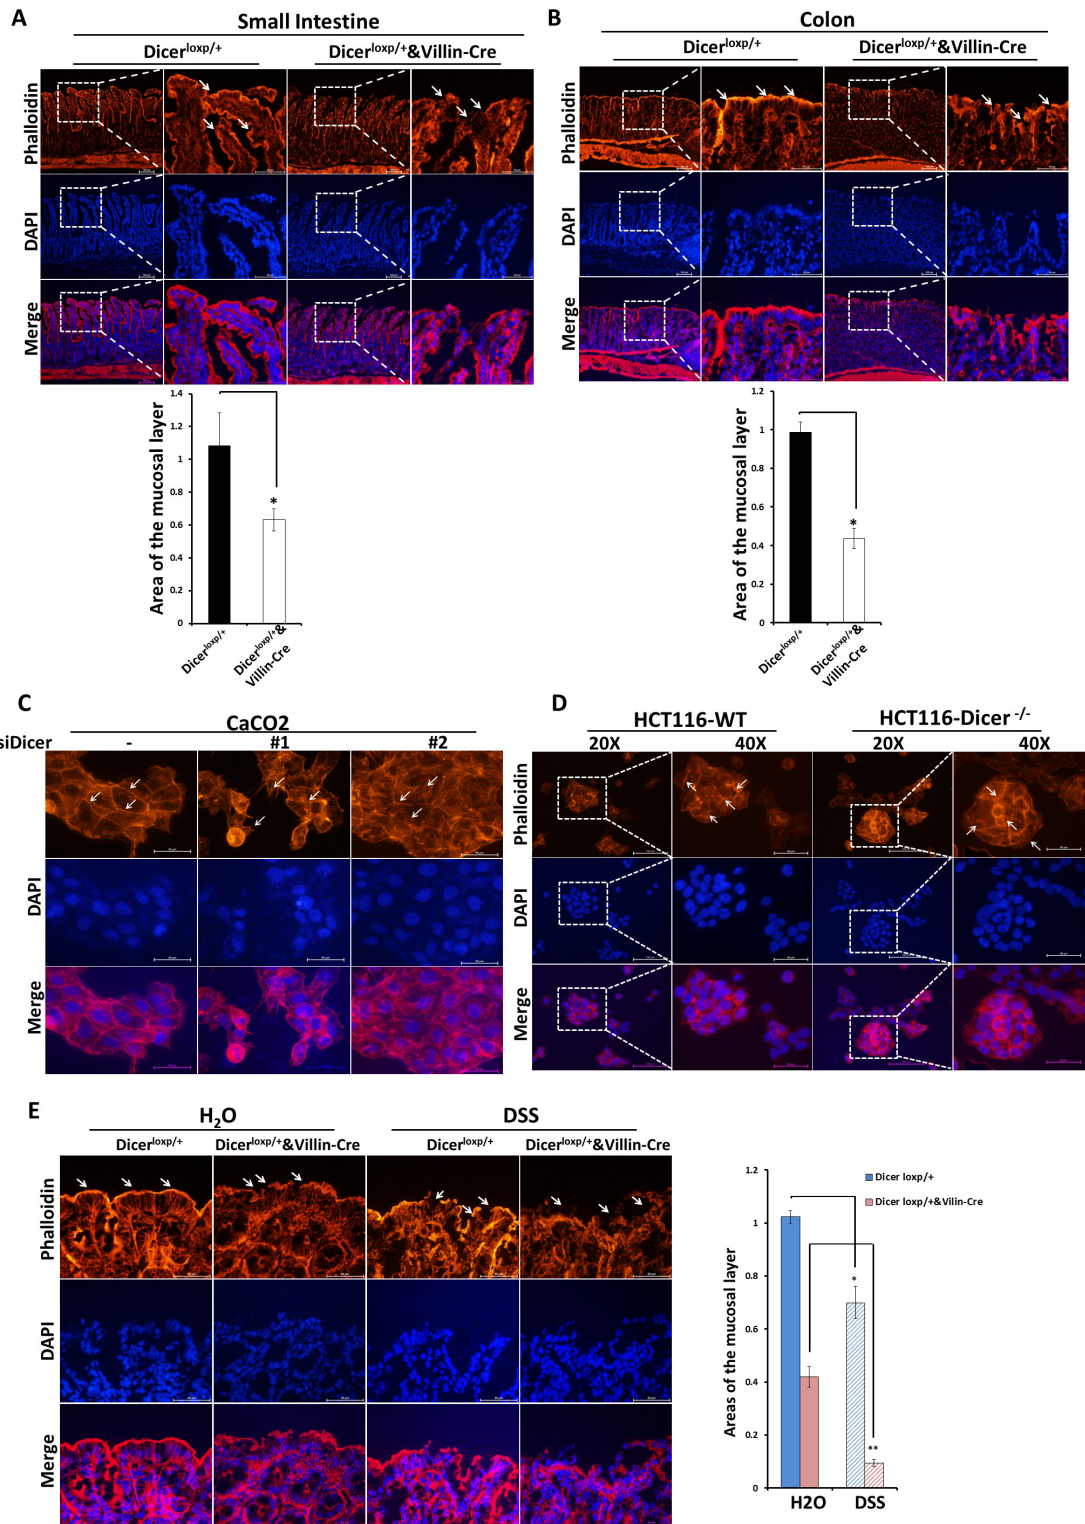 A
Small Intestine
Dicerloxp/+
Dicerloxp/+&Villin-Cre
Phalloidin
DAPI
Merge
Area of the mucosal layer
1.4
1.2
1
0.8
0.6
0.4
0.2
0
*
Dicerloxp/+
Dicerloxp/+&
Villin-Cre
B
Colon
Dicerloxp/+
Dicerloxp/+&Villin-Cre
Phalloidin
DAPI
Merge
Area of the mucosal layer
1.2
1
0.8
0.6
0.4
0.2
0
*
Dicerloxp/+
Dicerloxp/+&
Villin-Cre
C
CaCO2
siDicer
-
#1
#2
Phalloidin
DAPI
Merge
D
HCT116-WT
HCT116-Dicer -/-
20X
40X
20X
40X
Phalloidin
DAPI
Merge
E
H2O
DSS
Dicerloxp/+
Dicerloxp/+&Villin-Cre
Dicerloxp/+
Dicerloxp/+&Villin-Cre
Phalloidin
DAPI
Merge
Areas of the mucosal layer
1.2
1
0.8
0.6
0.4
0.2
0
Dicer loxp/+
Dicer loxp/+&Vilin-Cre
*
**
H2O
DSS